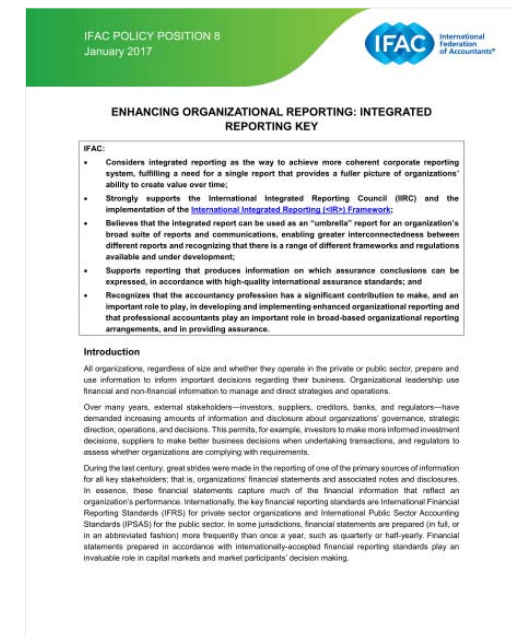 IFAC POLICY POSITION 8
January 2017
IFAC
International
Federation
of Accountants®
ENHANCING ORGANIZATIONAL REPORTING: INTEGRATED
REPORTING KEY
IFAC:
• Considers integrated reporting as the way to achieve more coherent corporate reporting
system, fulfilling a need for a single report that provides a fuller picture of organizations'
ability to create value over time;
• Strongly supports the International Integrated Reporting Council (IIRC) and the
implementation of the International Integrated Reporting (<IR>) Framework;
• Believes that the integrated report can be used as an “umbrella” report for an organization's
broad suite of reports and communications, enabling greater interconnectedness between
different reports and recognizing that there is a range of different frameworks and regulations
available and under development;
• Supports reporting that produces information on which assurance conclusions can be
expressed, in accordance with high-quality international assurance standards; and
• Recognizes that the accountancy profession has a significant contribution to make, and an
important role to play, in developing and implementing enhanced organizational reporting and
that professional accountants play an important role in broad-based organizational reporting
arrangements, and in providing assurance.
Introduction
All organizations, regardless of size and whether they operate in the private or public sector, prepare and
use information to inform important decisions regarding their business. Organizational leadership use
financial and non-financial information to manage and direct strategies and operations.
Over many years, external stakeholders—investors, suppliers, creditors, banks, and regulators—have
demanded increasing amounts of information and disclosure about organizations' governance, strategic
direction, operations, and decisions. This permits, for example, investors to make more informed investment
decisions, suppliers to make better business decisions when undertaking transactions, and regulators to
assess whether organizations are complying with requirements.
During the last century, great strides were made in the reporting of one of the primary sources of information
for all key stakeholders; that is, organizations' financial statements and associated notes and disclosures.
In essence, these financial statements capture much of the financial information that reflect an
organization's performance. Internationally, the key financial reporting standards are International Financial
Reporting Standards (IFRS) for private sector organizations and International Public Sector Accounting
Standards (IPSAS) for the public sector. In some jurisdictions, financial statements are prepared (in full, or
in an abbreviated fashion) more frequently than once a year, such as quarterly or half-yearly. Financial
statements prepared in accordance with internationally-accepted financial reporting standards play an
invaluable role in capital markets and market participants' decision making.